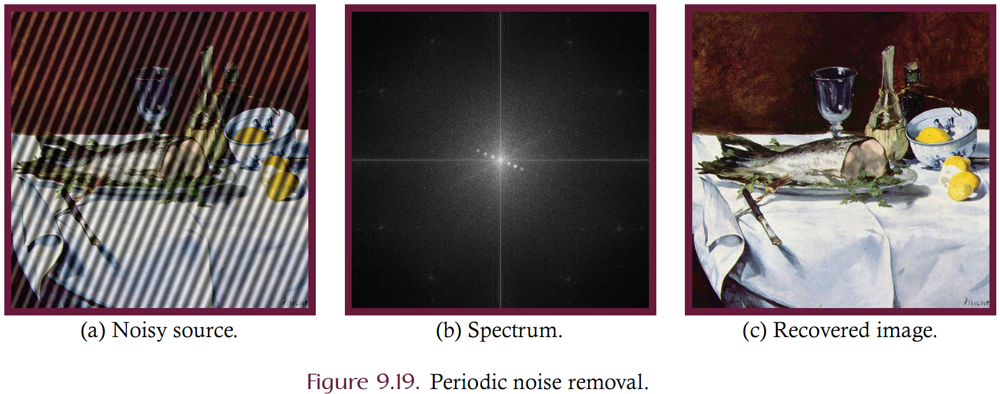 (a) Noisy source.
(b) Spectrum.
(c) Recovered image.
Figure 9.19. Periodic noise removal.